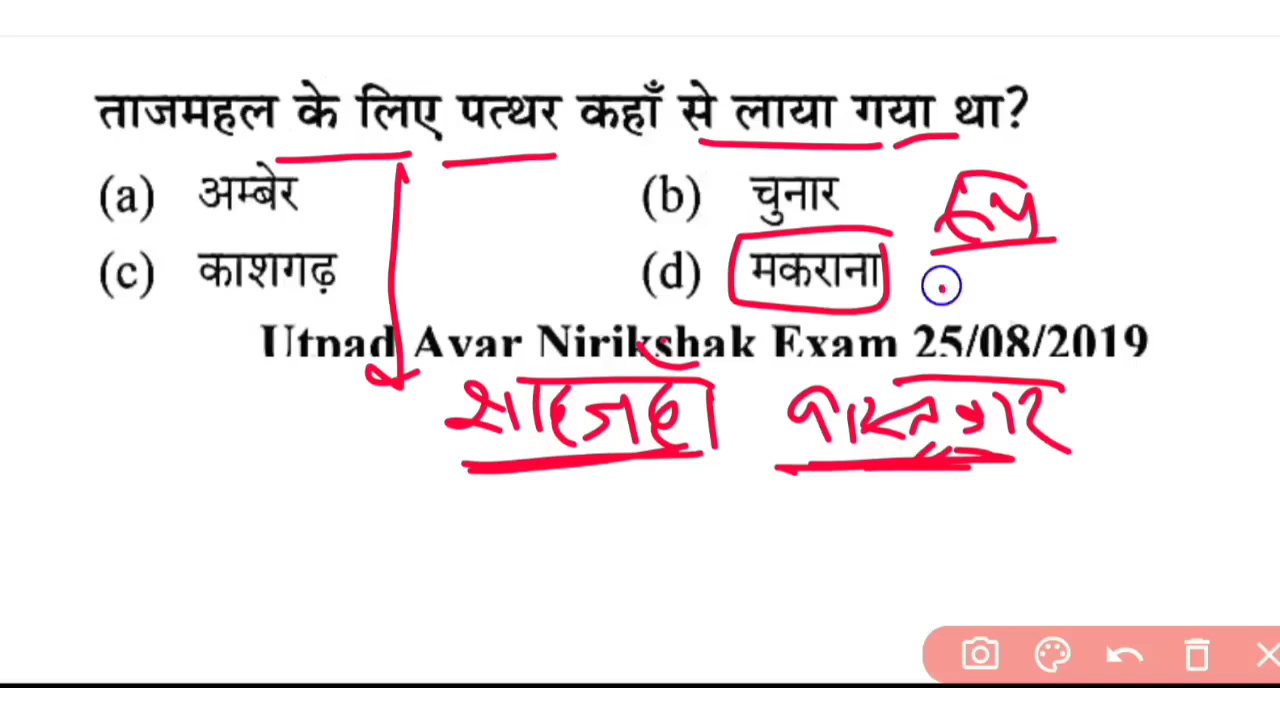 ताजमहल के लिए पत्थर कहाँ से लाया गया था?
(a) अम्बेर (b) चुनार
(c) काशगढ़ (d) मकराना
Utpad Avar Nirikshak Exam 25/08/2019
शाहजहाँ